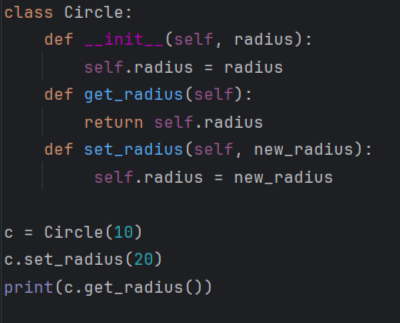 class Circle:
    def __init__(self, radius):
        self.radius = radius
    def get_radius(self):
        return self.radius
    def set_radius(self, new_radius):
         self.radius = new_radius

c = Circle(10)
c.set_radius(20)
print(c.get_radius())